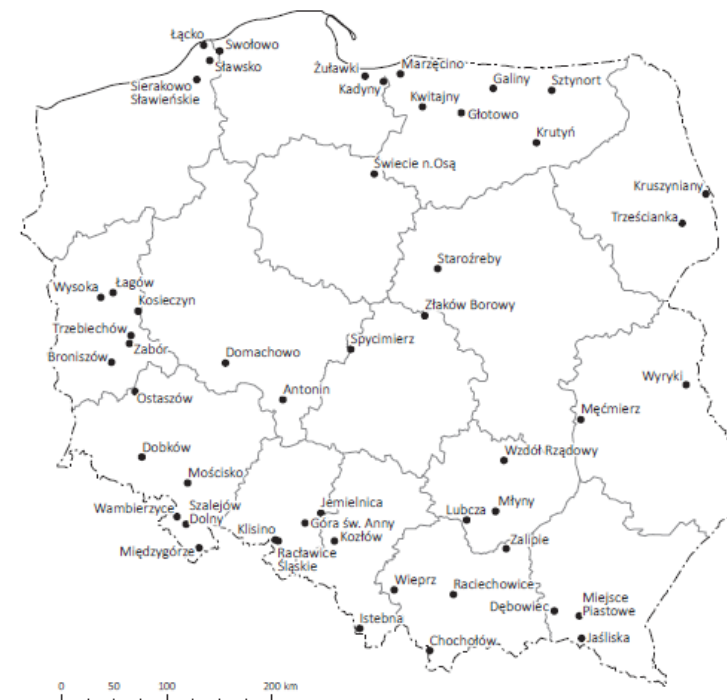 Łącko
Swołowo
Sławsko
Sierakowo
Sławieńskie
Żuławki
Marzęcino
Kadyny
Galiny
Sztynort
Kwitajny
Głotowo
Krutyń
Świecie n.Osą
Kruszyniany
Trześcianka
Staroźreby
Złaków Borowy
Wysoka
Łagów
Kosieczyn
Trzebiechów
Zabór
Broniszów
Domachowo
Spycimierz
Antonin
Ostaszów
Wyryki
Męćmierz
Dobków
Mościsko
Wzdół Rządowy
Wambierzyce
Szalejów
Dolny
Międzygórze
Jemielnica
Góra św. Anny
Klisino
Kozłów
Racławice
Śląskie
Lubcza
Młyny
Zalipie
Wieprz
Raciechowice
Dębowiec
Miejsce
Piastowe
Istebna
Chochołów
Jaśliska
0 50 100 200 km